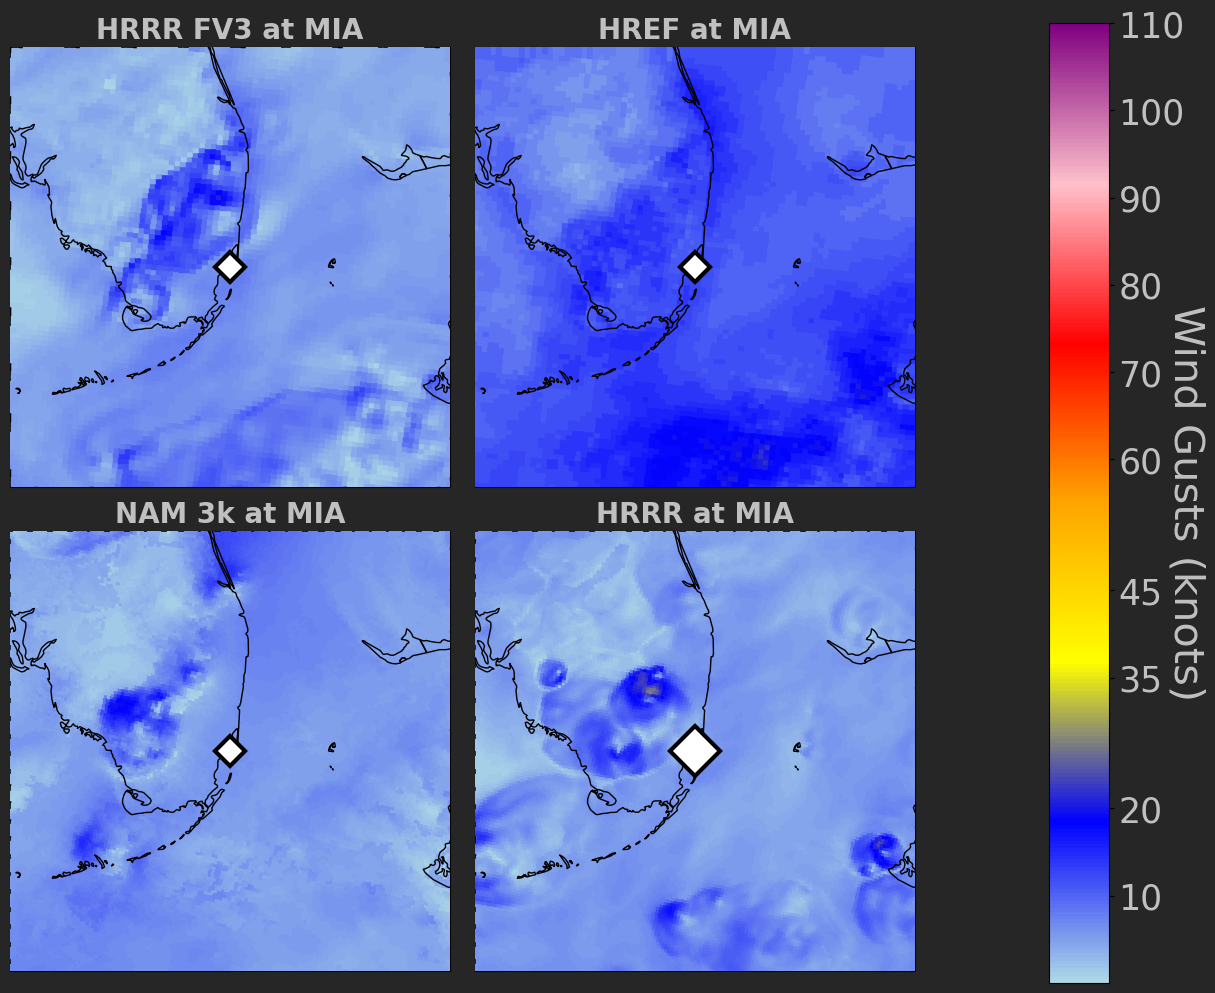 HRRR FV3 at MIA
HREF at MIA
NAM 3k at MIA
HRRR at MIA
110
100
90
80
70
60
45
35
20
10
Wind Gusts (knots)